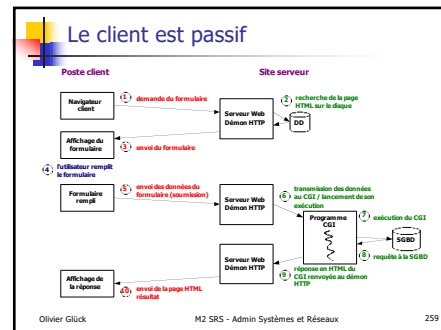 Le client est passif
Poste client
Site serveur
Navigateur
client
1 demande du formulaire
Serveur Web
Démon HTTP
2 recherche de la page
HTML sur le disque
DD
Affichage du
formulaire
3 envoi du formulaire
4 l'utilisateur remplit
le formulaire
Formulaire
rempli
5 envoi des données du
formulaire (soumission)
Serveur Web
Démon HTTP
6 transmission des données
au CGI / lancement de son
exécution
Programme
CGI
7 exécution du CGI
SGBD
8 requête à la SGBD
Serveur Web
Démon HTTP
9 réponse en HTML du
CGI renvoyée au démon
HTTP
Affichage de
la réponse
10 envoi de la page HTML
résultat
Olivier Glück
M2 SRS - Admin Systèmes et Réseaux
259